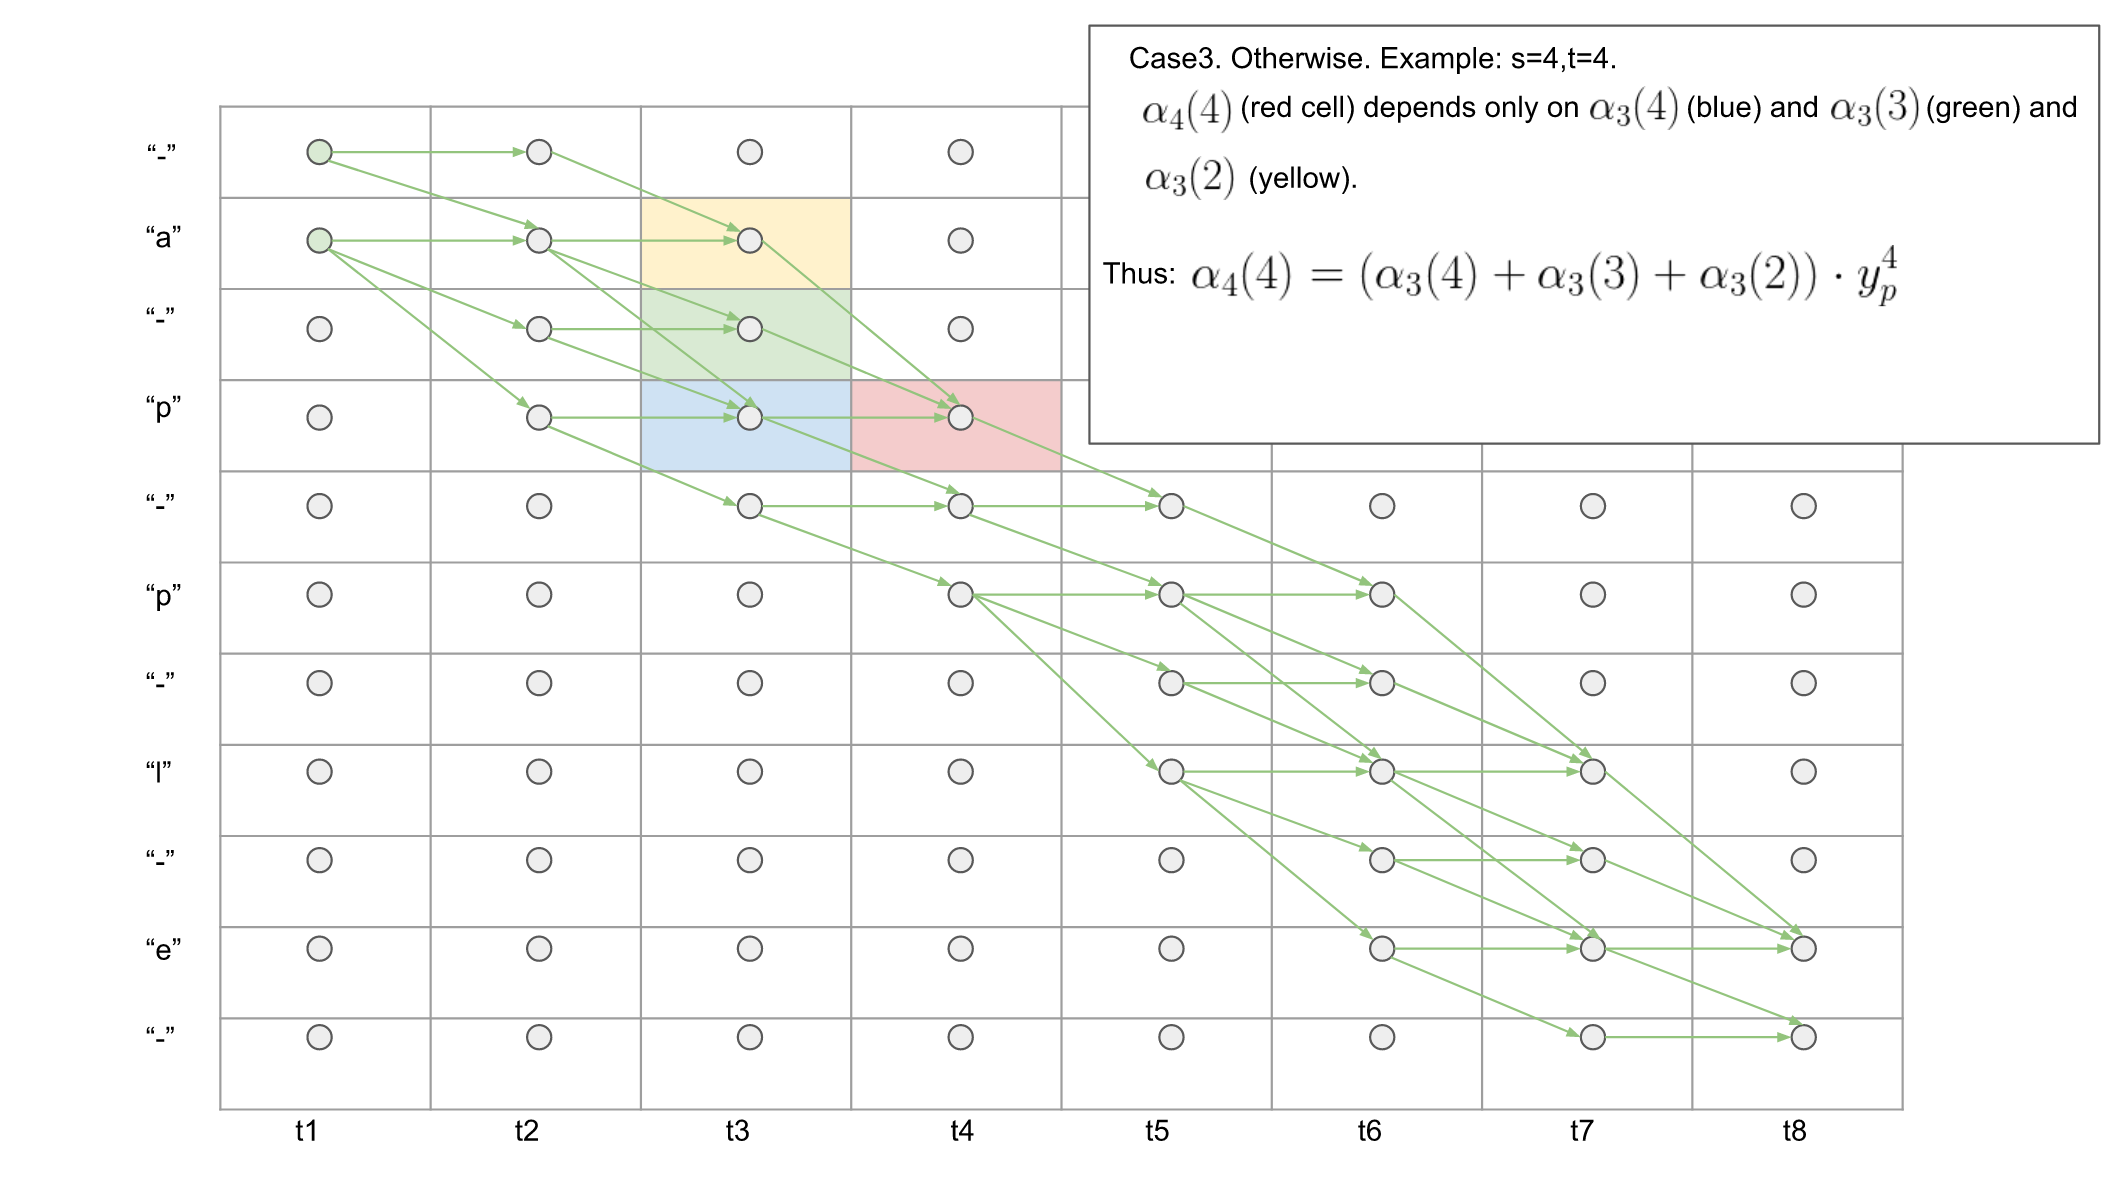 Case3. Otherwise. Example: s=4,t=4.
α₄(4) (red cell) depends only on α₃(4) (blue) and α₃(3) (green) and
α₃(2) (yellow).
Thus: α₄(4) = (α₃(4) + α₃(3) + α₃(2)) · y_p^4
“-”
“a”
“-”
“p”
“-”
“p”
“-”
“l”
“-”
“e”
“-”
t1 t2 t3 t4 t5 t6 t7 t8